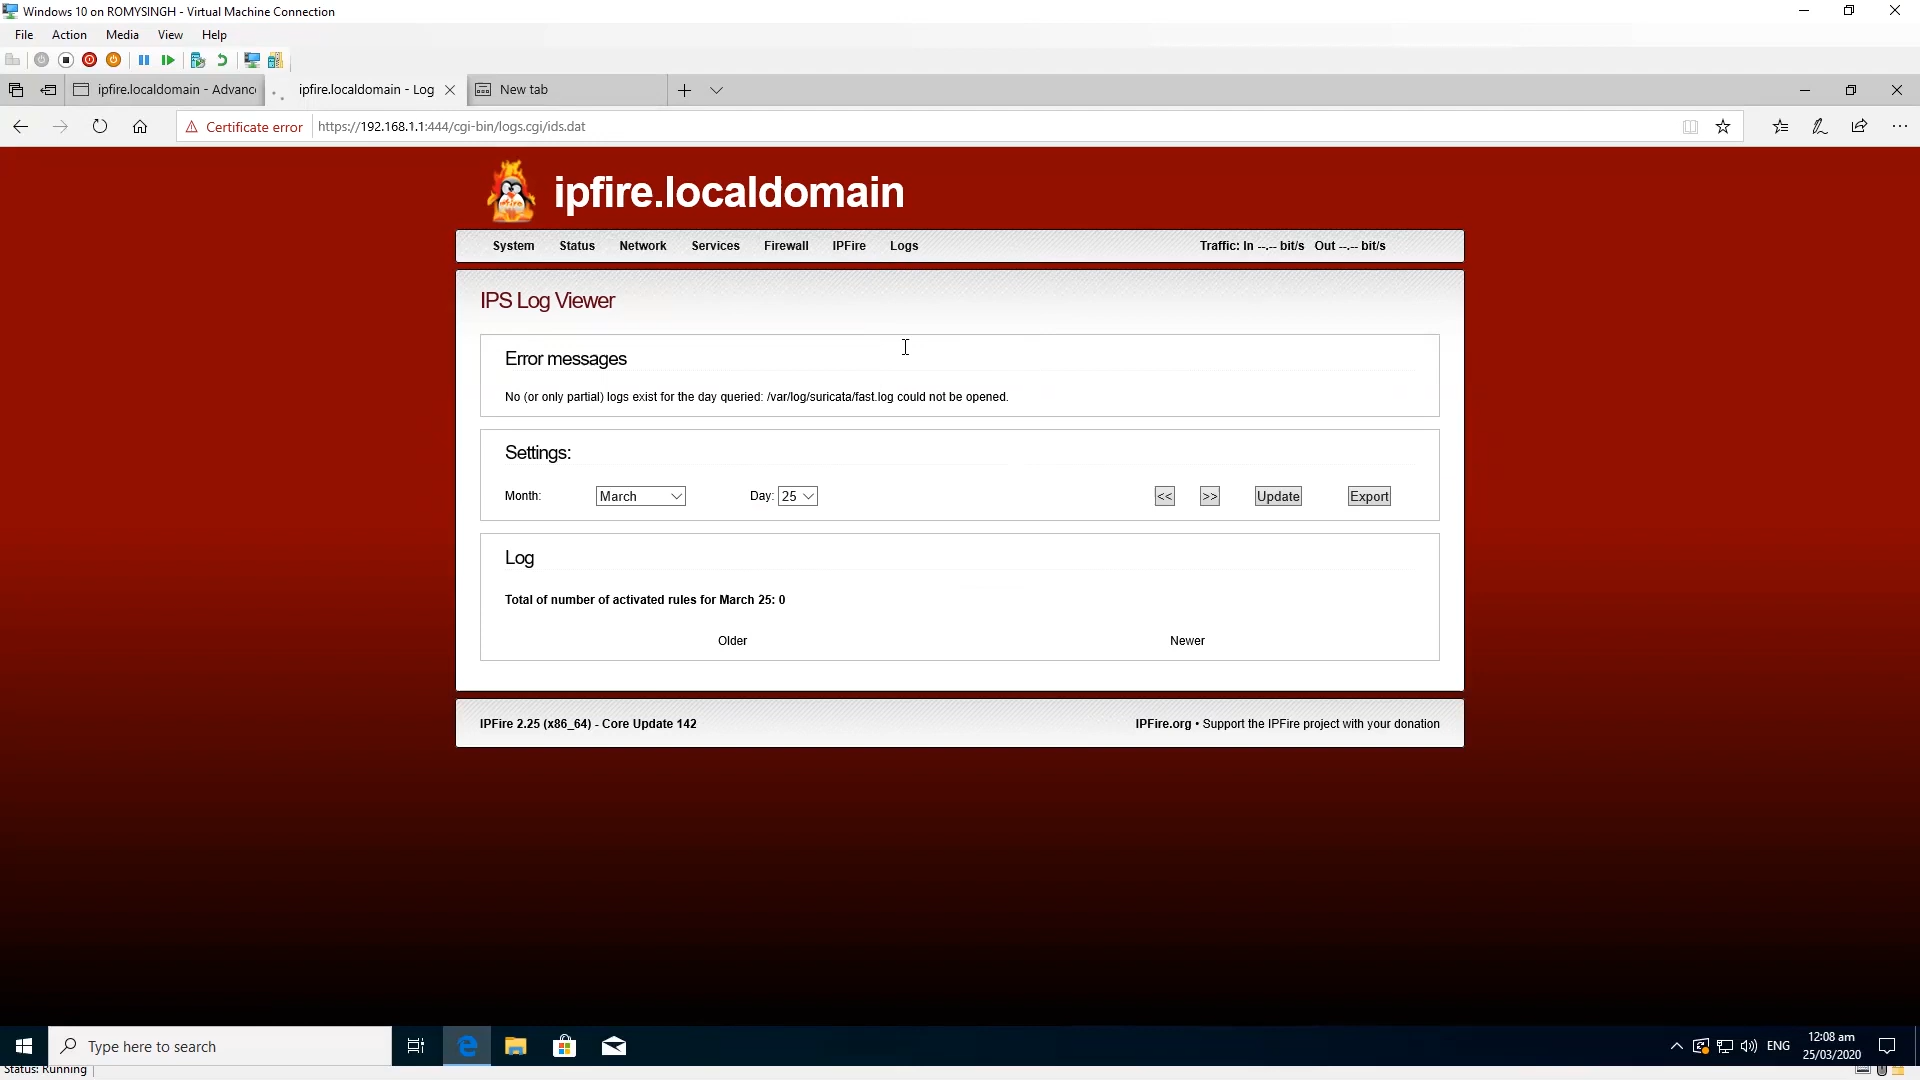 Windows 10 on ROMYSINGH - Virtual Machine Connection
File Action Media View Help
ipfire.localdomain - Advanc
ipfire.localdomain - Log
New tab
Certificate error https://192.168.1.1:444/cgi-bin/logs.cgi/ids.dat
ipfire.localdomain
System Status Network Services Firewall IPFire Logs Traffic: In --.-- bit/s Out --.-- bit/s
IPS Log Viewer
Error messages
No (or only partial) logs exist for the day queried: /var/log/suricata/fast.log could not be opened.
Settings:
Month: March Day: 25 << >> Update Export
Log
Total of number of activated rules for March 25: 0
Older Newer
IPFire 2.25 (x86_64) - Core Update 142 IPFire.org • Support the IPFire project with your donation
Type here to search
ENG
12:08 am
25/03/2020
Status: Running